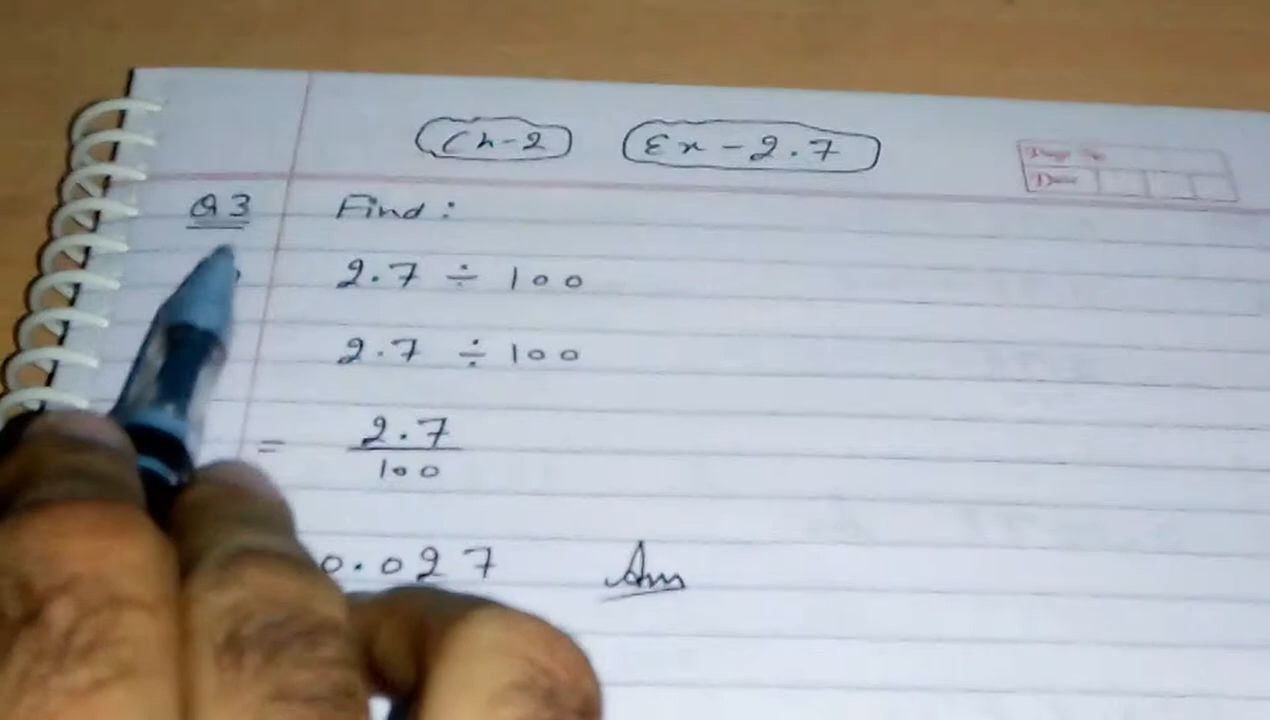 Ch-2 Ex-2.7
Date
Q3 Find:
2.7 ÷ 100
2.7 ÷ 100
= 2.7
100
0.027 Ans